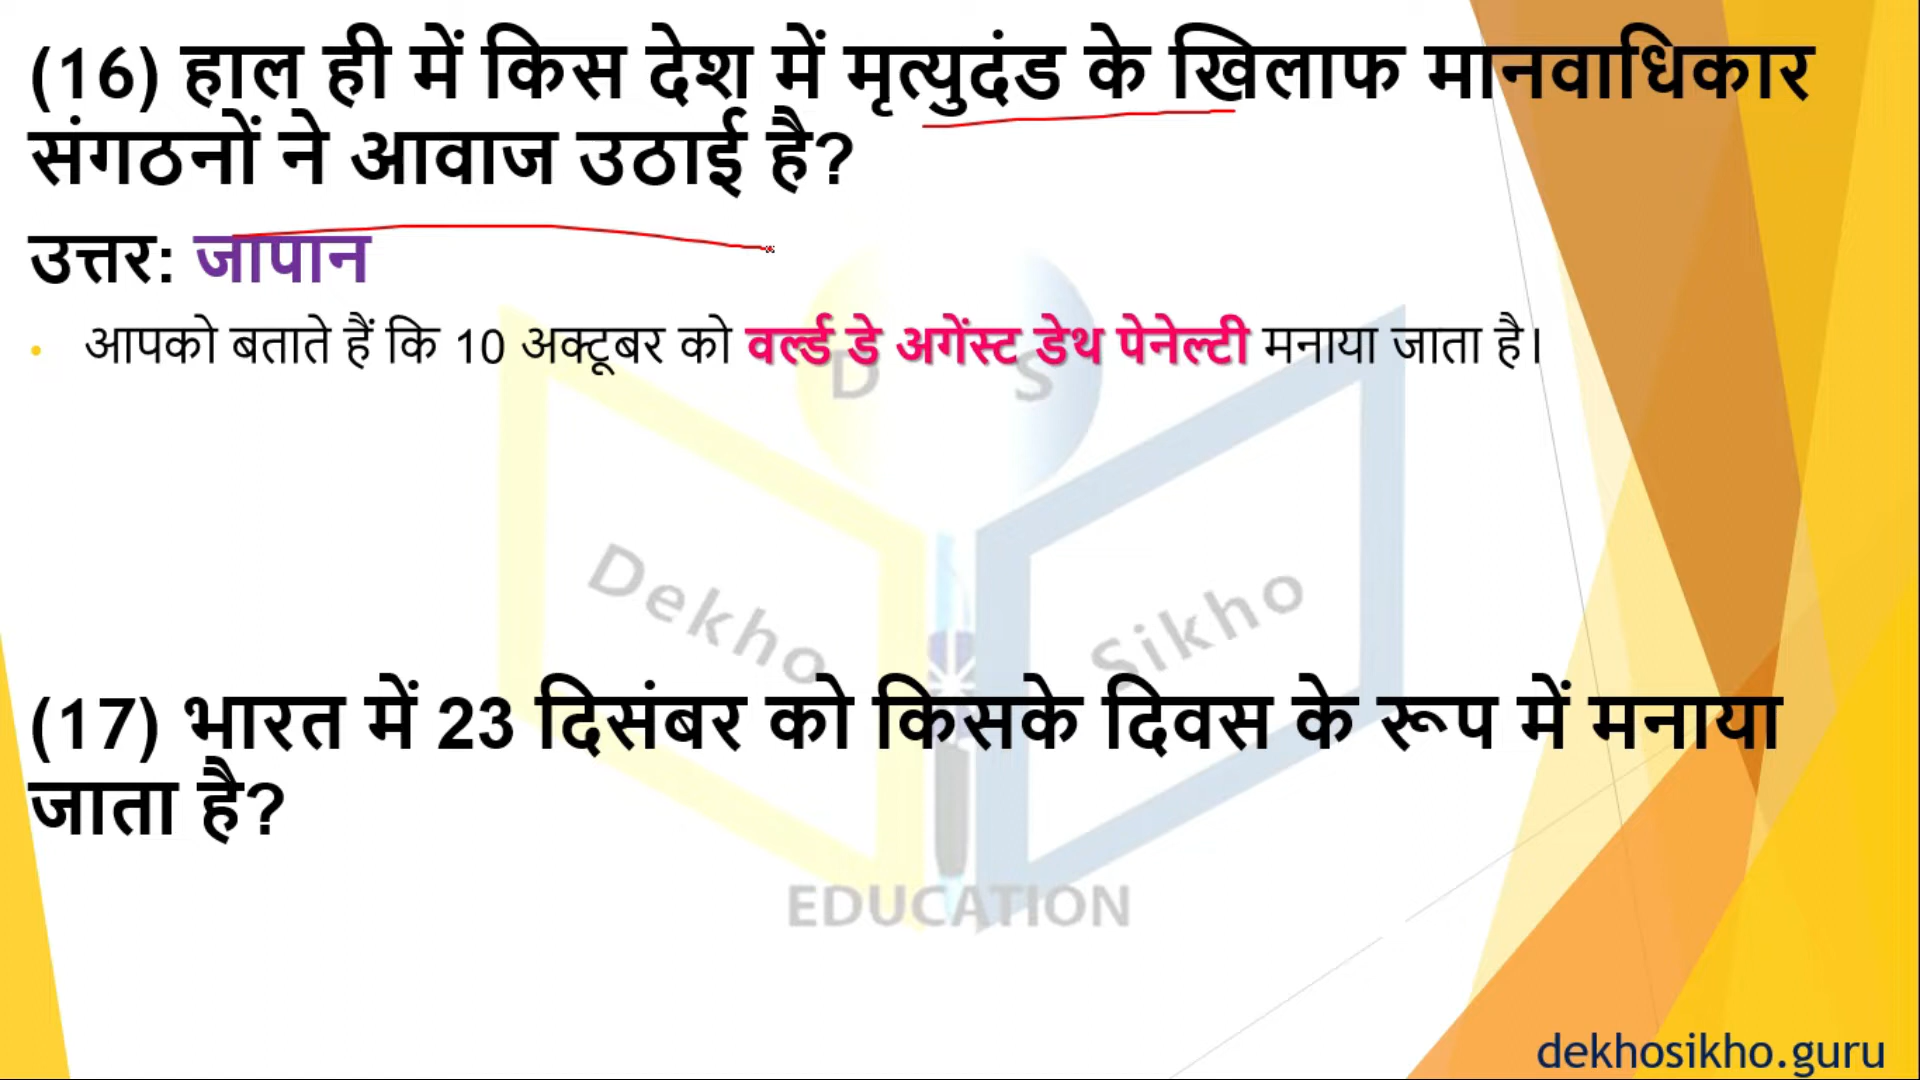 (16) हाल ही में किस देश में मृत्युदंड के खिलाफ मानवाधिकार
संगठनों ने आवाज उठाई है?
उत्तर: जापान
• आपको बताते हैं कि 10 अक्टूबर को वर्ल्ड डे अगेंस्ट डेथ पेनेल्टी मनाया जाता है।
D S
Dekho Sikho
(17) भारत में 23 दिसंबर को किसके दिवस के रूप में मनाया
जाता है?
EDUCATION
dekhosikho.guru